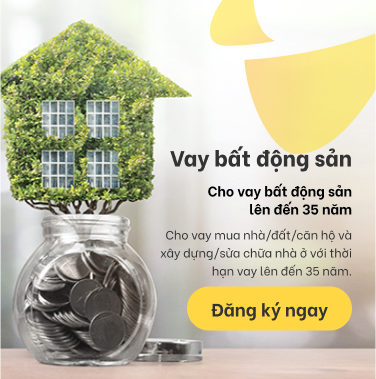 Vay bất động sản
Cho vay bất động sản
lên đến 35 năm
Cho vay mua nhà/đất/căn hộ và
xây dựng/sửa chữa nhà ở với thời
hạn vay lên đến 35 năm.
Đăng ký ngay